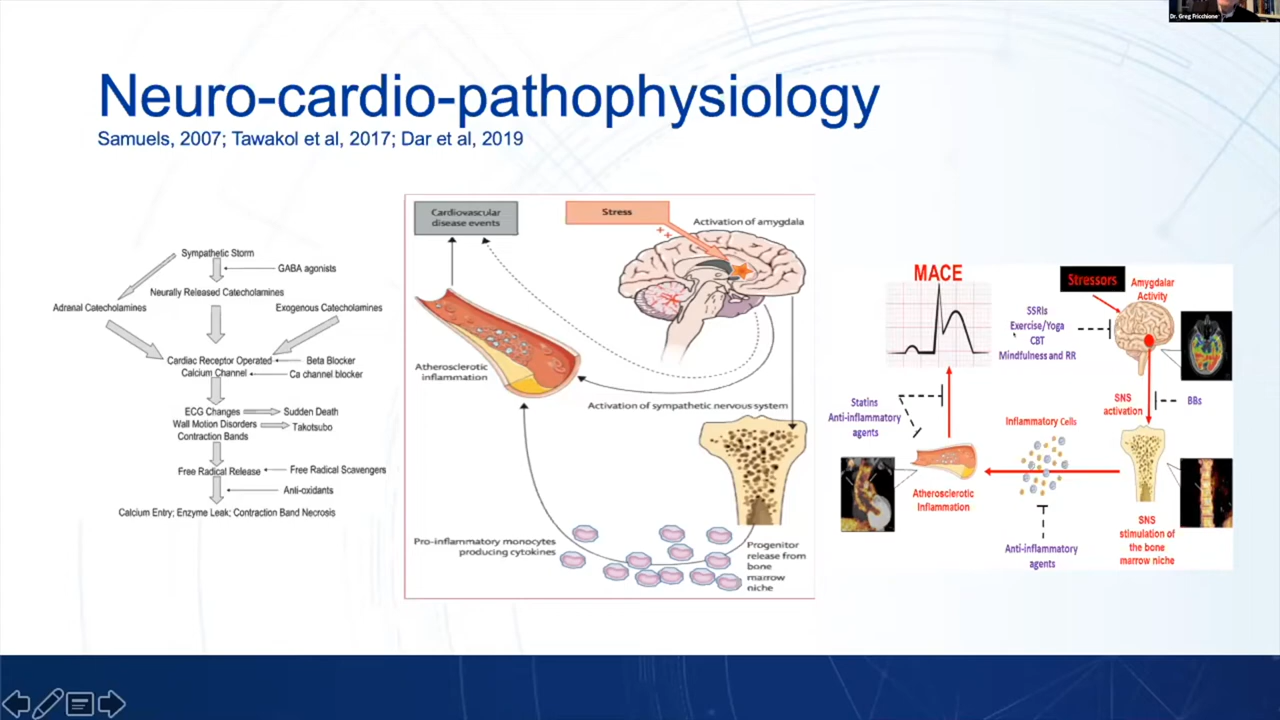 Dr. Greg Fricchione
Neuro-cardio-pathophysiology
Samuels, 2007; Tawakol et al, 2017; Dar et al, 2019
Sympathetic Storm
GABA agonists
Neurally Released Catecholamines
Adrenal Catecholamines
Exogenous Catecholamines
Cardiac Receptor Operated
Calcium Channel
Beta Blocker
Ca channel blocker
ECG Changes
Sudden Death
Wall Motion Disorders
Takotsubo
Contraction Bands
Free Radical Release
Free Radical Scavengers
Anti-oxidants
Calcium Entry; Enzyme Leak; Contraction Band Necrosis
Cardiovascular
disease events
Stress
++
Activation of amygdala
Atherosclerotic
inflammation
Activation of sympathetic nervous system
Pro-inflammatory monocytes
producing cytokines
Progenitor
release from
bone
marrow
niche
MACE
Stressors
Amygdalar
Activity
SSRIs
Exercise/Yoga
CBT
Mindfulness and RR
SNS
activation
BBs
Statins
Anti-inflammatory
agents
Inflammatory Cells
Atherosclerotic
Inflammation
Anti-inflammatory
agents
SNS
stimulation of
the bone
marrow niche